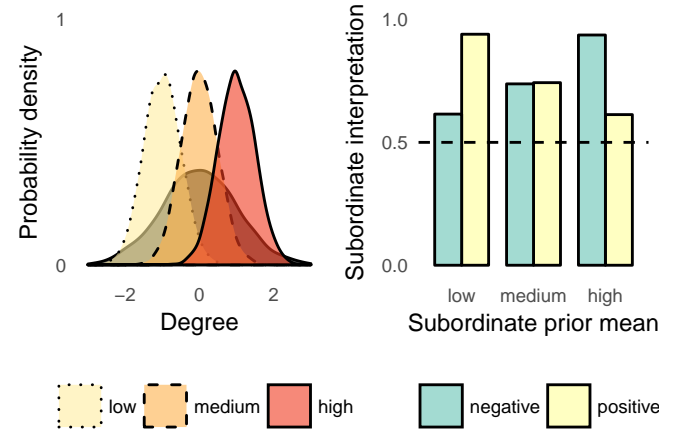 1
Probability density
0
−2
0
2
Degree
low
medium
high
1.0
Subordinate interpretation
0.5
0.0
low
medium
high
Subordinate prior mean
negative
positive